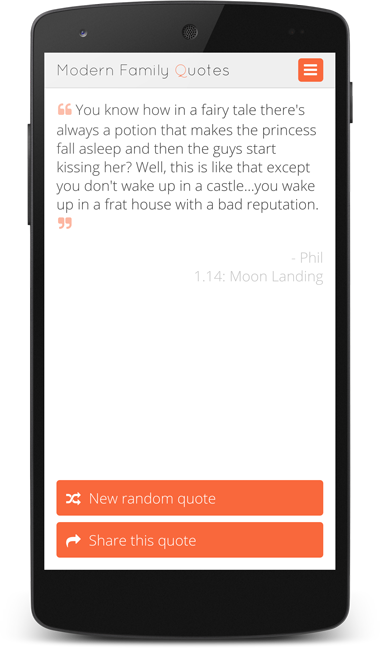 Modern Family Quotes
You know how in a fairy tale there's
always a potion that makes the princess
fall asleep and then the guys start
kissing her? Well, this is like that except
you don't wake up in a castle...you wake
up in a frat house with a bad reputation.
- Phil
1.14: Moon Landing
New random quote
Share this quote